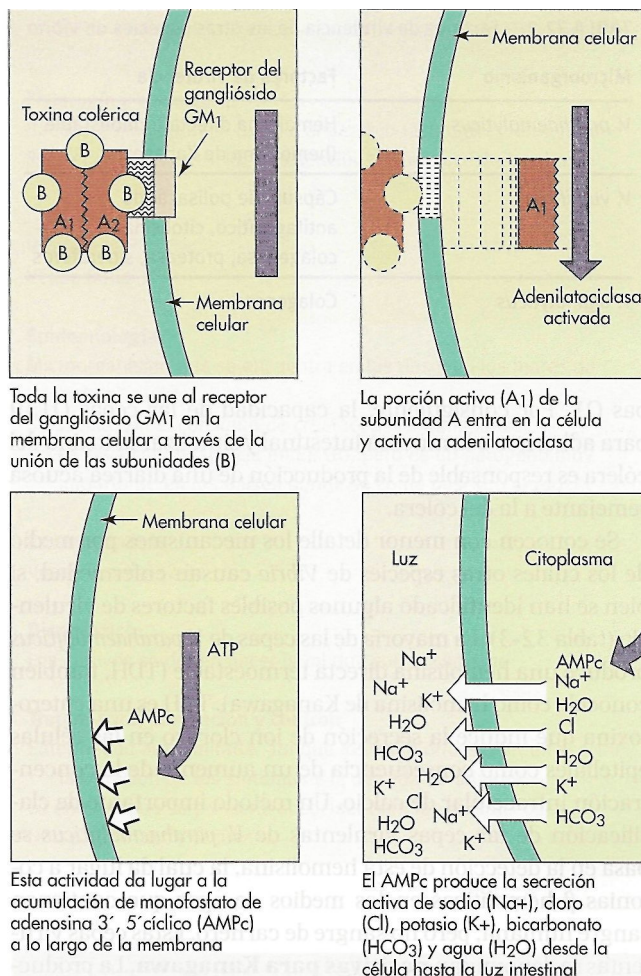 Membrana celular
Receptor del
gangliósido
GM1
Toxina colérica
B
B
B
A1
A2
B
B
Membrana
celular
Toda la toxina se une al receptor
del gangliósido GM1 en la
membrana celular a través de la
unión de las subunidades (B)
A1
Adenilatociclasa
activada
La porción activa (A1) de la
subunidad A entra en la célula
y activa la adenilatociclasa
Membrana celular
ATP
AMPc
Esta actividad da lugar a la
acumulación de monofosfato de
adenosina 3´, 5´cíclico (AMPc)
a lo largo de la membrana
Luz
Citoplasma
AMPc
Na+
Na+
Na+
K+
H2O
Cl
H2O
HCO3
H2O
H2O
K+
K+
Cl
Na+
HCO3
H2O
HCO3
K+
El AMPc produce la secreción
activa de sodio (Na+), cloro
(Cl), potasio (K+), bicarbonato
(HCO3) y agua (H2O) desde la
célula hasta la luz intestinal